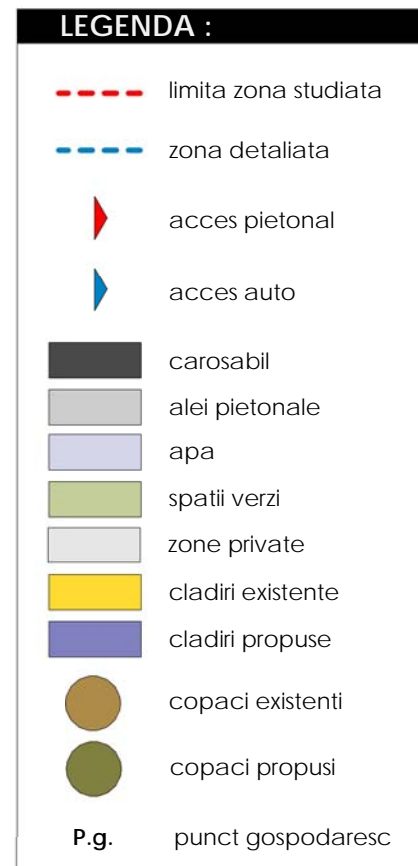 LEGENDA :
limita zona studiata
zona detaliata
acces pietonal
acces auto
carosabil
alei pietonale
apa
spatii verzi
zone private
cladiri existente
cladiri propuse
copaci existenti
copaci propusi
P.g. punct gospodaresc